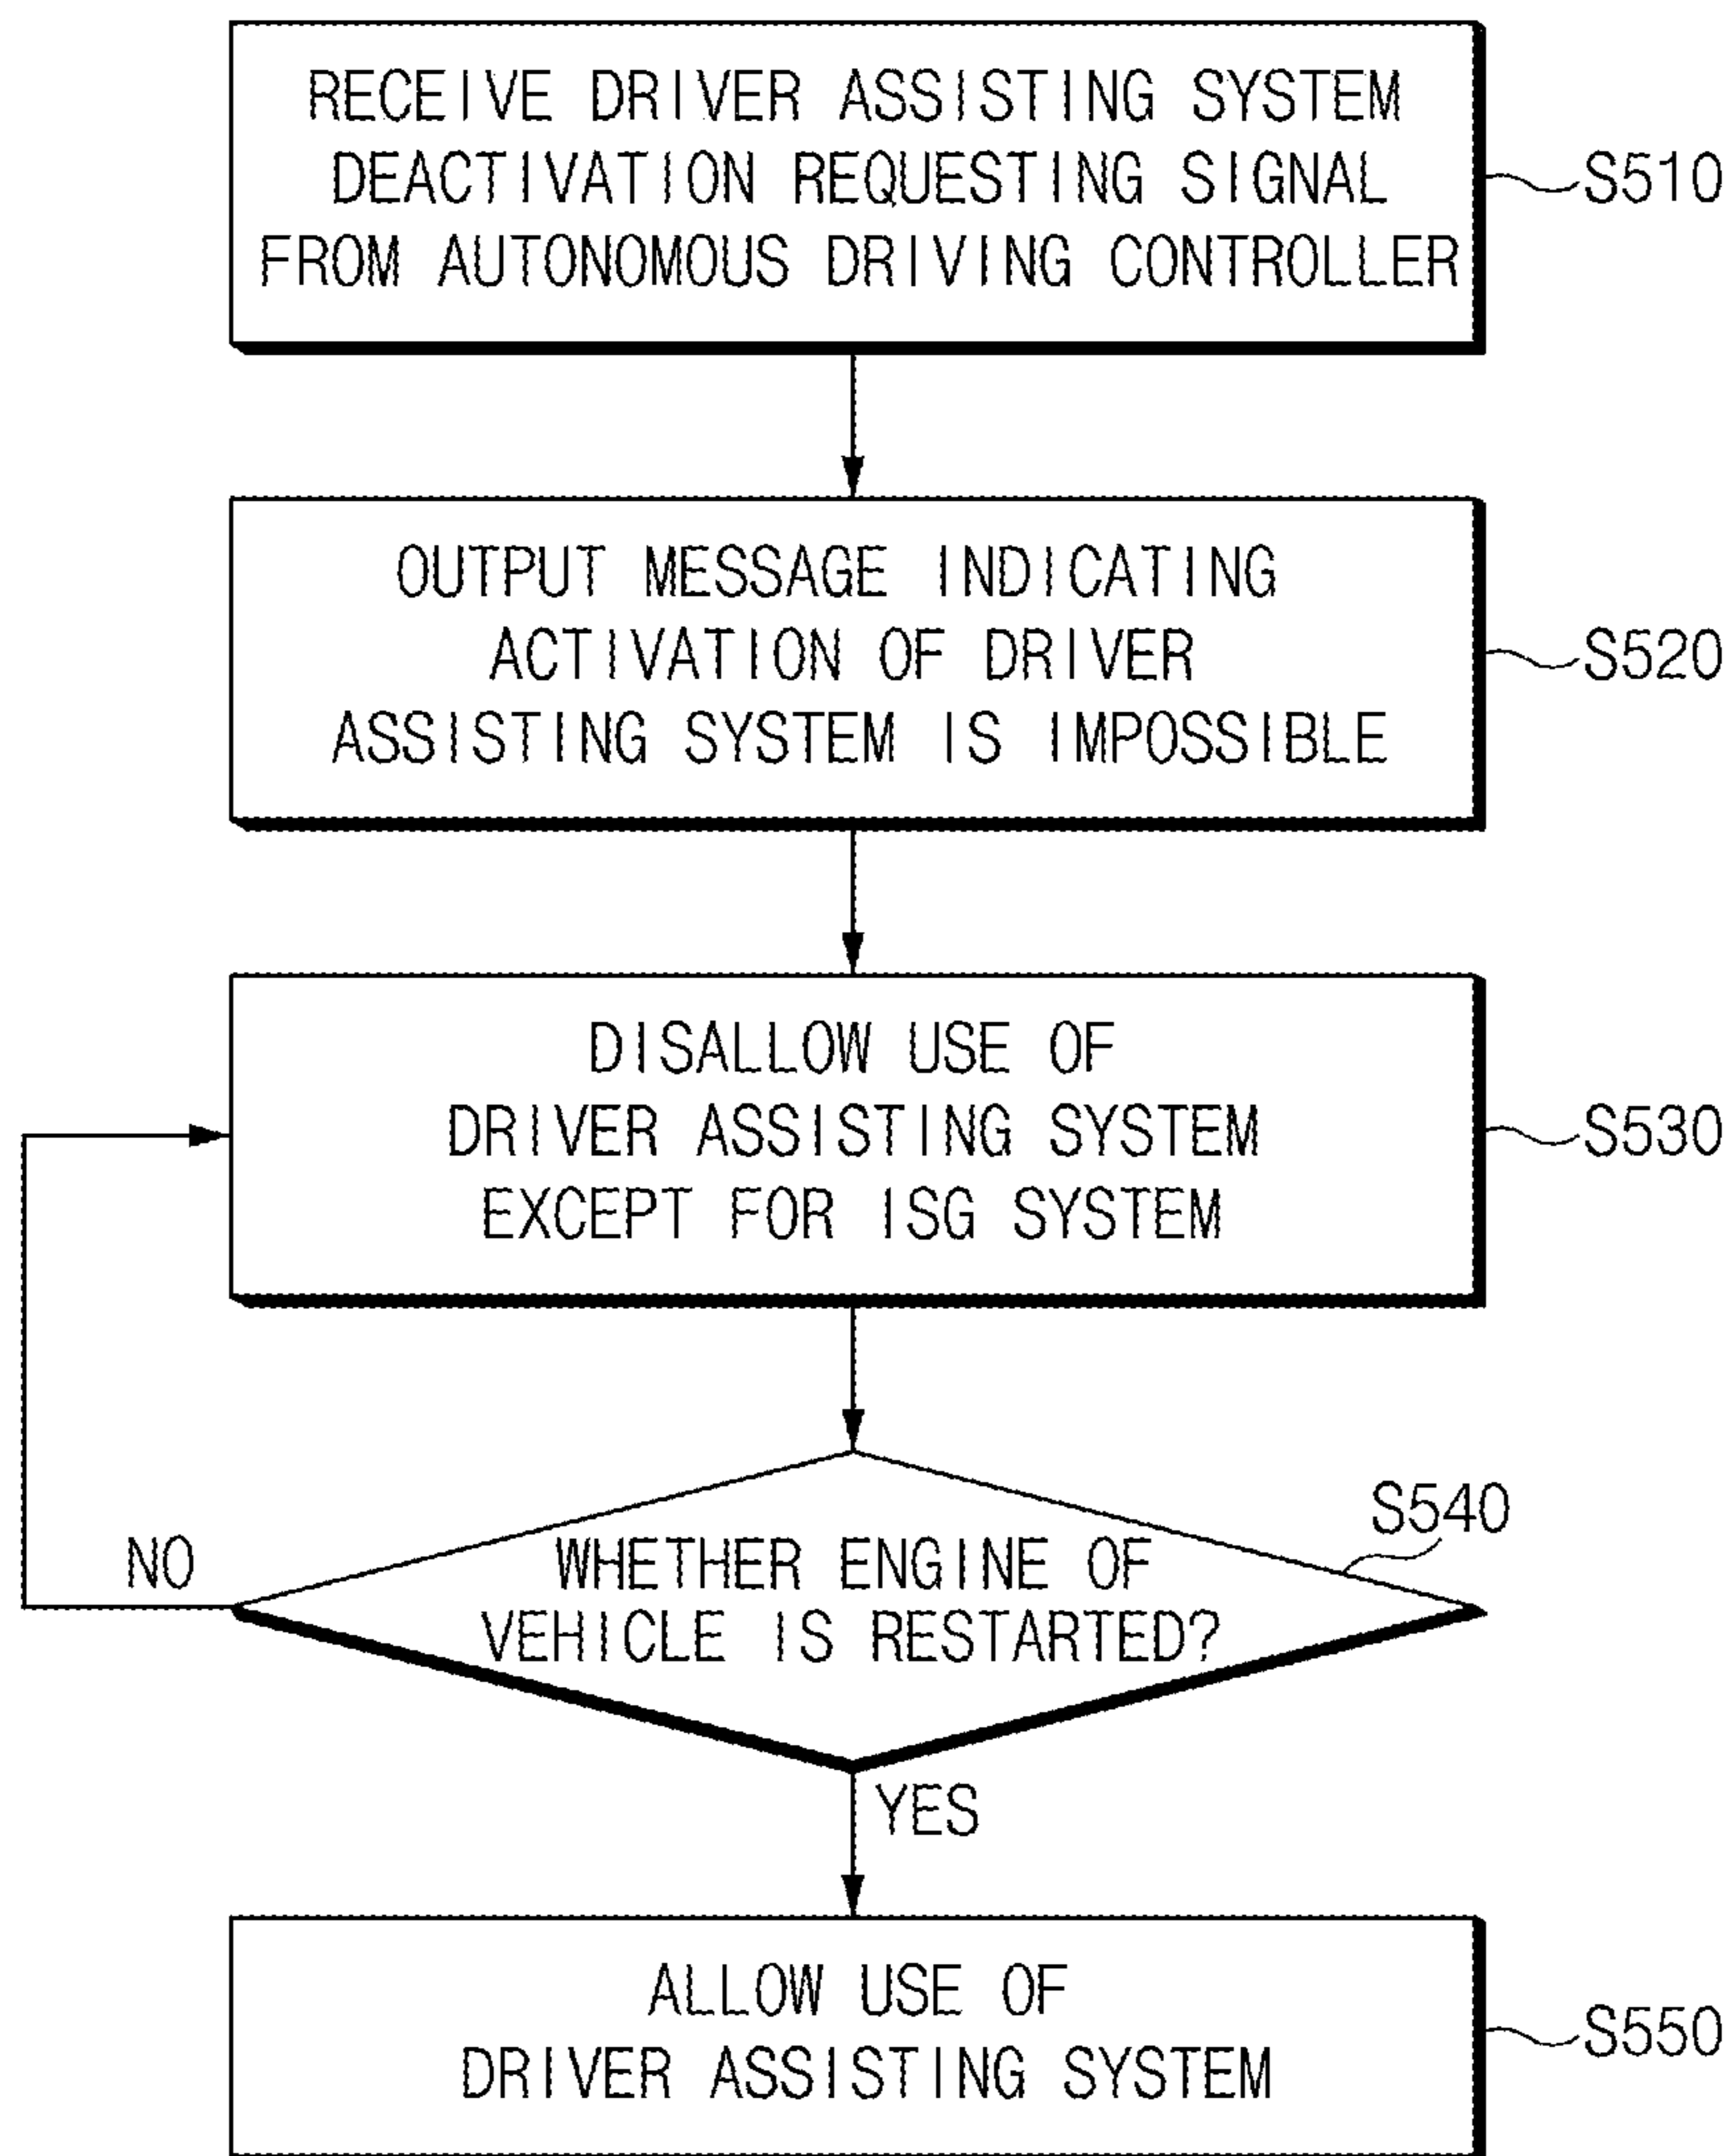 RECEIVE DRIVER ASSISTING SYSTEM
DEACTIVATION REQUESTING SIGNAL
FROM AUTONOMOUS DRIVING CONTROLLER
S510
OUTPUT MESSAGE INDICATING
ACTIVATION OF DRIVER
ASSISTING SYSTEM IS IMPOSSIBLE
S520
DISALLOW USE OF
DRIVER ASSISTING SYSTEM
EXCEPT FOR ISG SYSTEM
S530
S540
NO
WHETHER ENGINE OF
VEHICLE IS RESTARTED?
YES
ALLOW USE OF
DRIVER ASSISTING SYSTEM
S550